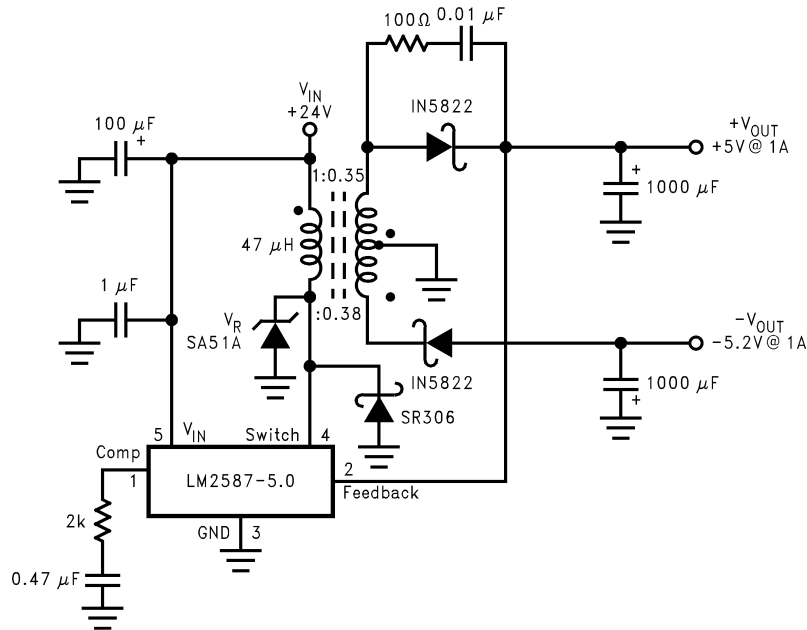 100Ω
0.01 μF
V_IN
+24V
100 μF
+
IN5822
+V_OUT
+5V@ 1A
+
1000 μF
1:0.35
47 μH
1 μF
V_R
SA51A
:0.38
-V_OUT
-5.2V@ 1A
IN5822
1000 μF
+
SR306
5
V_IN
Switch
4
Comp
1
LM2587-5.0
2
Feedback
2k
GND
3
0.47 μF